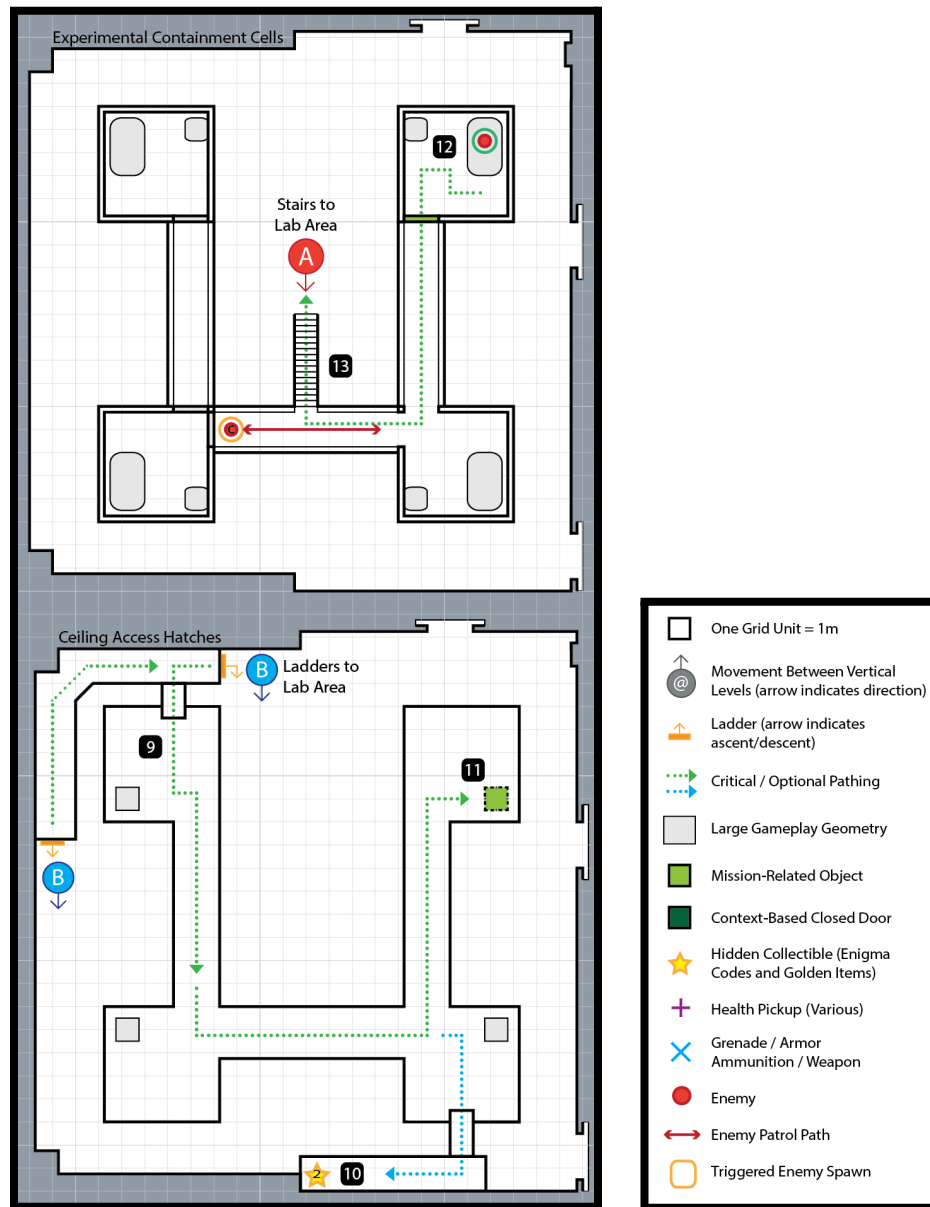 Experimental Containment Cells
12
Stairs to
Lab Area
A
13
C
Ceiling Access Hatches
B
Ladders to
Lab Area
9
11
B
2
10
One Grid Unit = 1m
Movement Between Vertical
Levels (arrow indicates direction)
@
Ladder (arrow indicates
ascent/descent)
Critical / Optional Pathing
Large Gameplay Geometry
Mission-Related Object
Context-Based Closed Door
Hidden Collectible (Enigma
Codes and Golden Items)
Health Pickup (Various)
Grenade / Armor
Ammunition / Weapon
Enemy
Enemy Patrol Path
Triggered Enemy Spawn